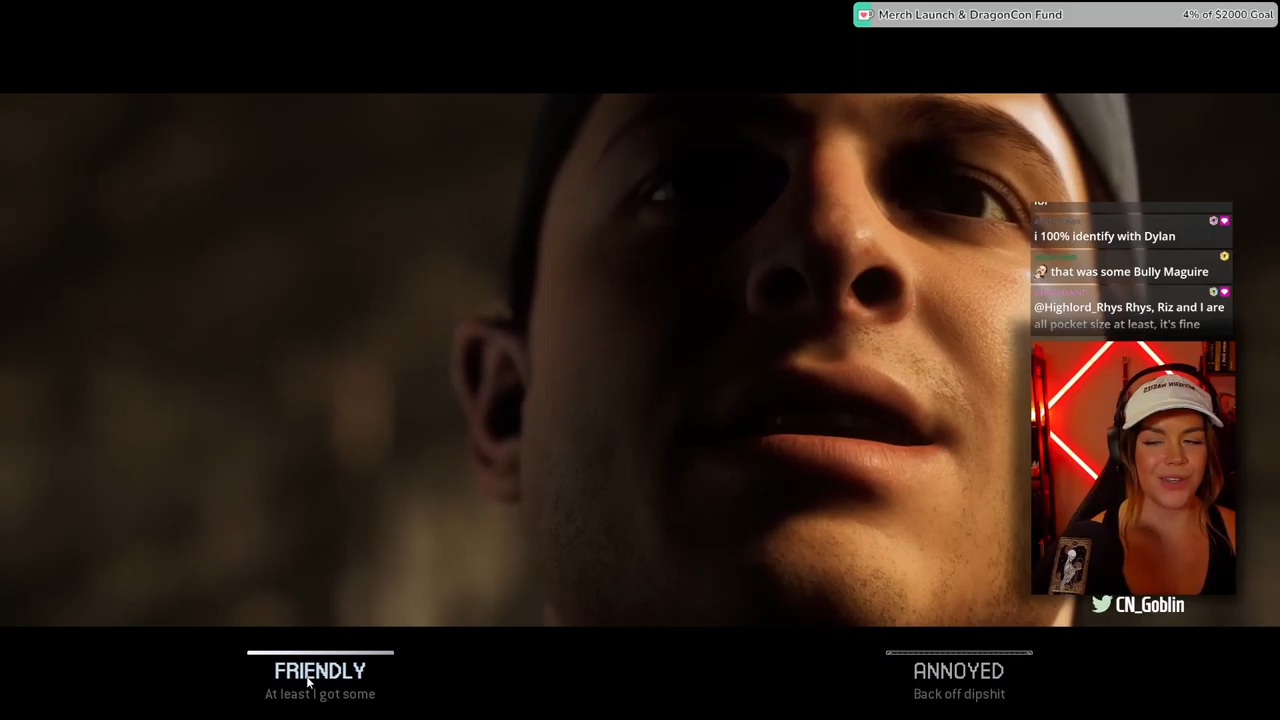 Merch Launch & DragonCon Fund 4% of $2000 Goal
i 100% identify with Dylan
that was some Bully Maguire
@Highlord_Rhys Rhys, Riz and I are
all pocket size at least, it's fine
CN_Goblin
FRIENDLY
At least I got some
ANNOYED
Back off dipshit